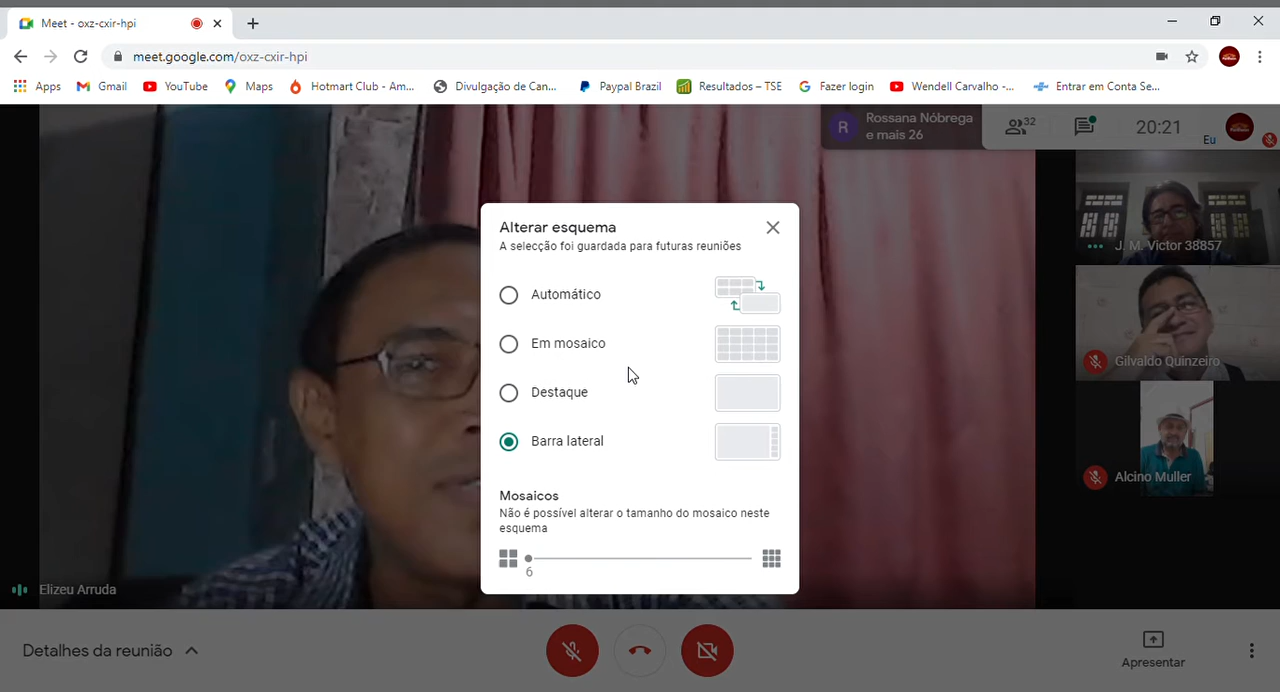 Meet - oxz-cxir-hpi
meet.google.com/oxz-cxir-hpi
Apps
Gmail
YouTube
Maps
Hotmart Club - Am...
Divulgação de Can...
Paypal Brazil
Resultados – TSE
Fazer login
Wendell Carvalho -...
Entrar em Conta Se...
R
Rossana Nóbrega
e mais 26
32
20:21
Eu
Alterar esquema
A selecção foi guardada para futuras reuniões
Automático
Em mosaico
Destaque
Barra lateral
Mosaicos
Não é possível alterar o tamanho do mosaico neste
esquema
6
J. M. Victor 38857
Gilvaldo Quinzeiro
Alcino Muller
Elizeu Arruda
Detalhes da reunião
Apresentar